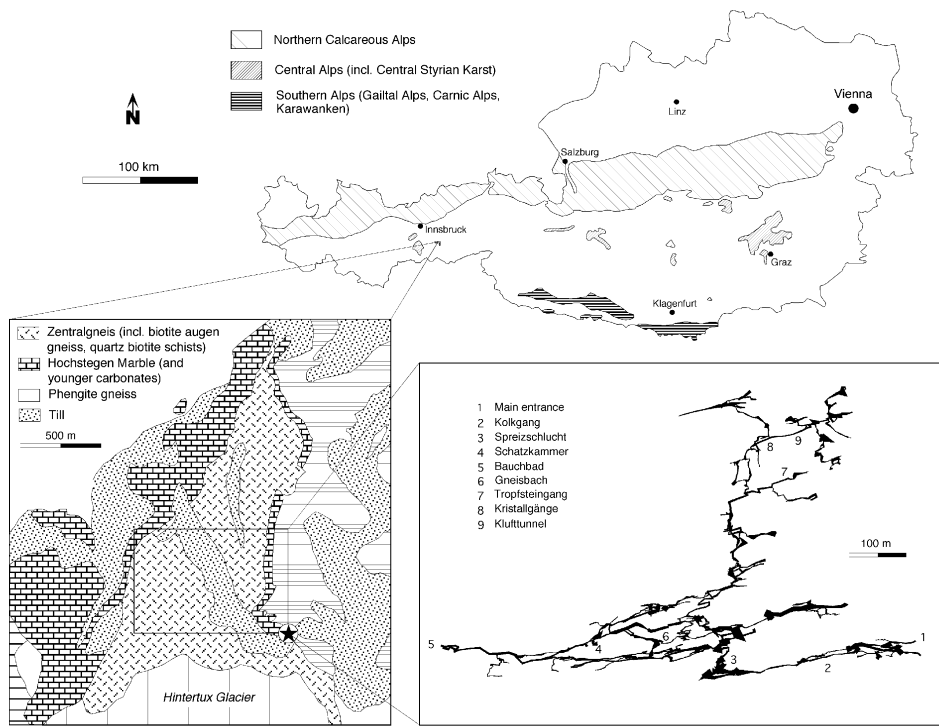 Northern Calcareous Alps
Central Alps (incl. Central Styrian Karst)
Southern Alps (Gailtal Alps, Carnic Alps,
Karawanken)
N
100 km
Vienna
Linz
Salzburg
Innsbruck
Graz
Klagenfurt
Zentralgneis (incl. biotite augen
gneiss, quartz biotite schists)
Hochstegen Marble (and
younger carbonates)
Phengite gneiss
Till
500 m
Hintertux Glacier
1 Main entrance
2 Kolkgang
3 Spreizschlucht
4 Schatzkammer
5 Bauchbad
6 Gneisbach
7 Tropfsteingang
8 Kristallgänge
9 Klufttunnel
100 m
8
9
7
5
4
6
3
2
1